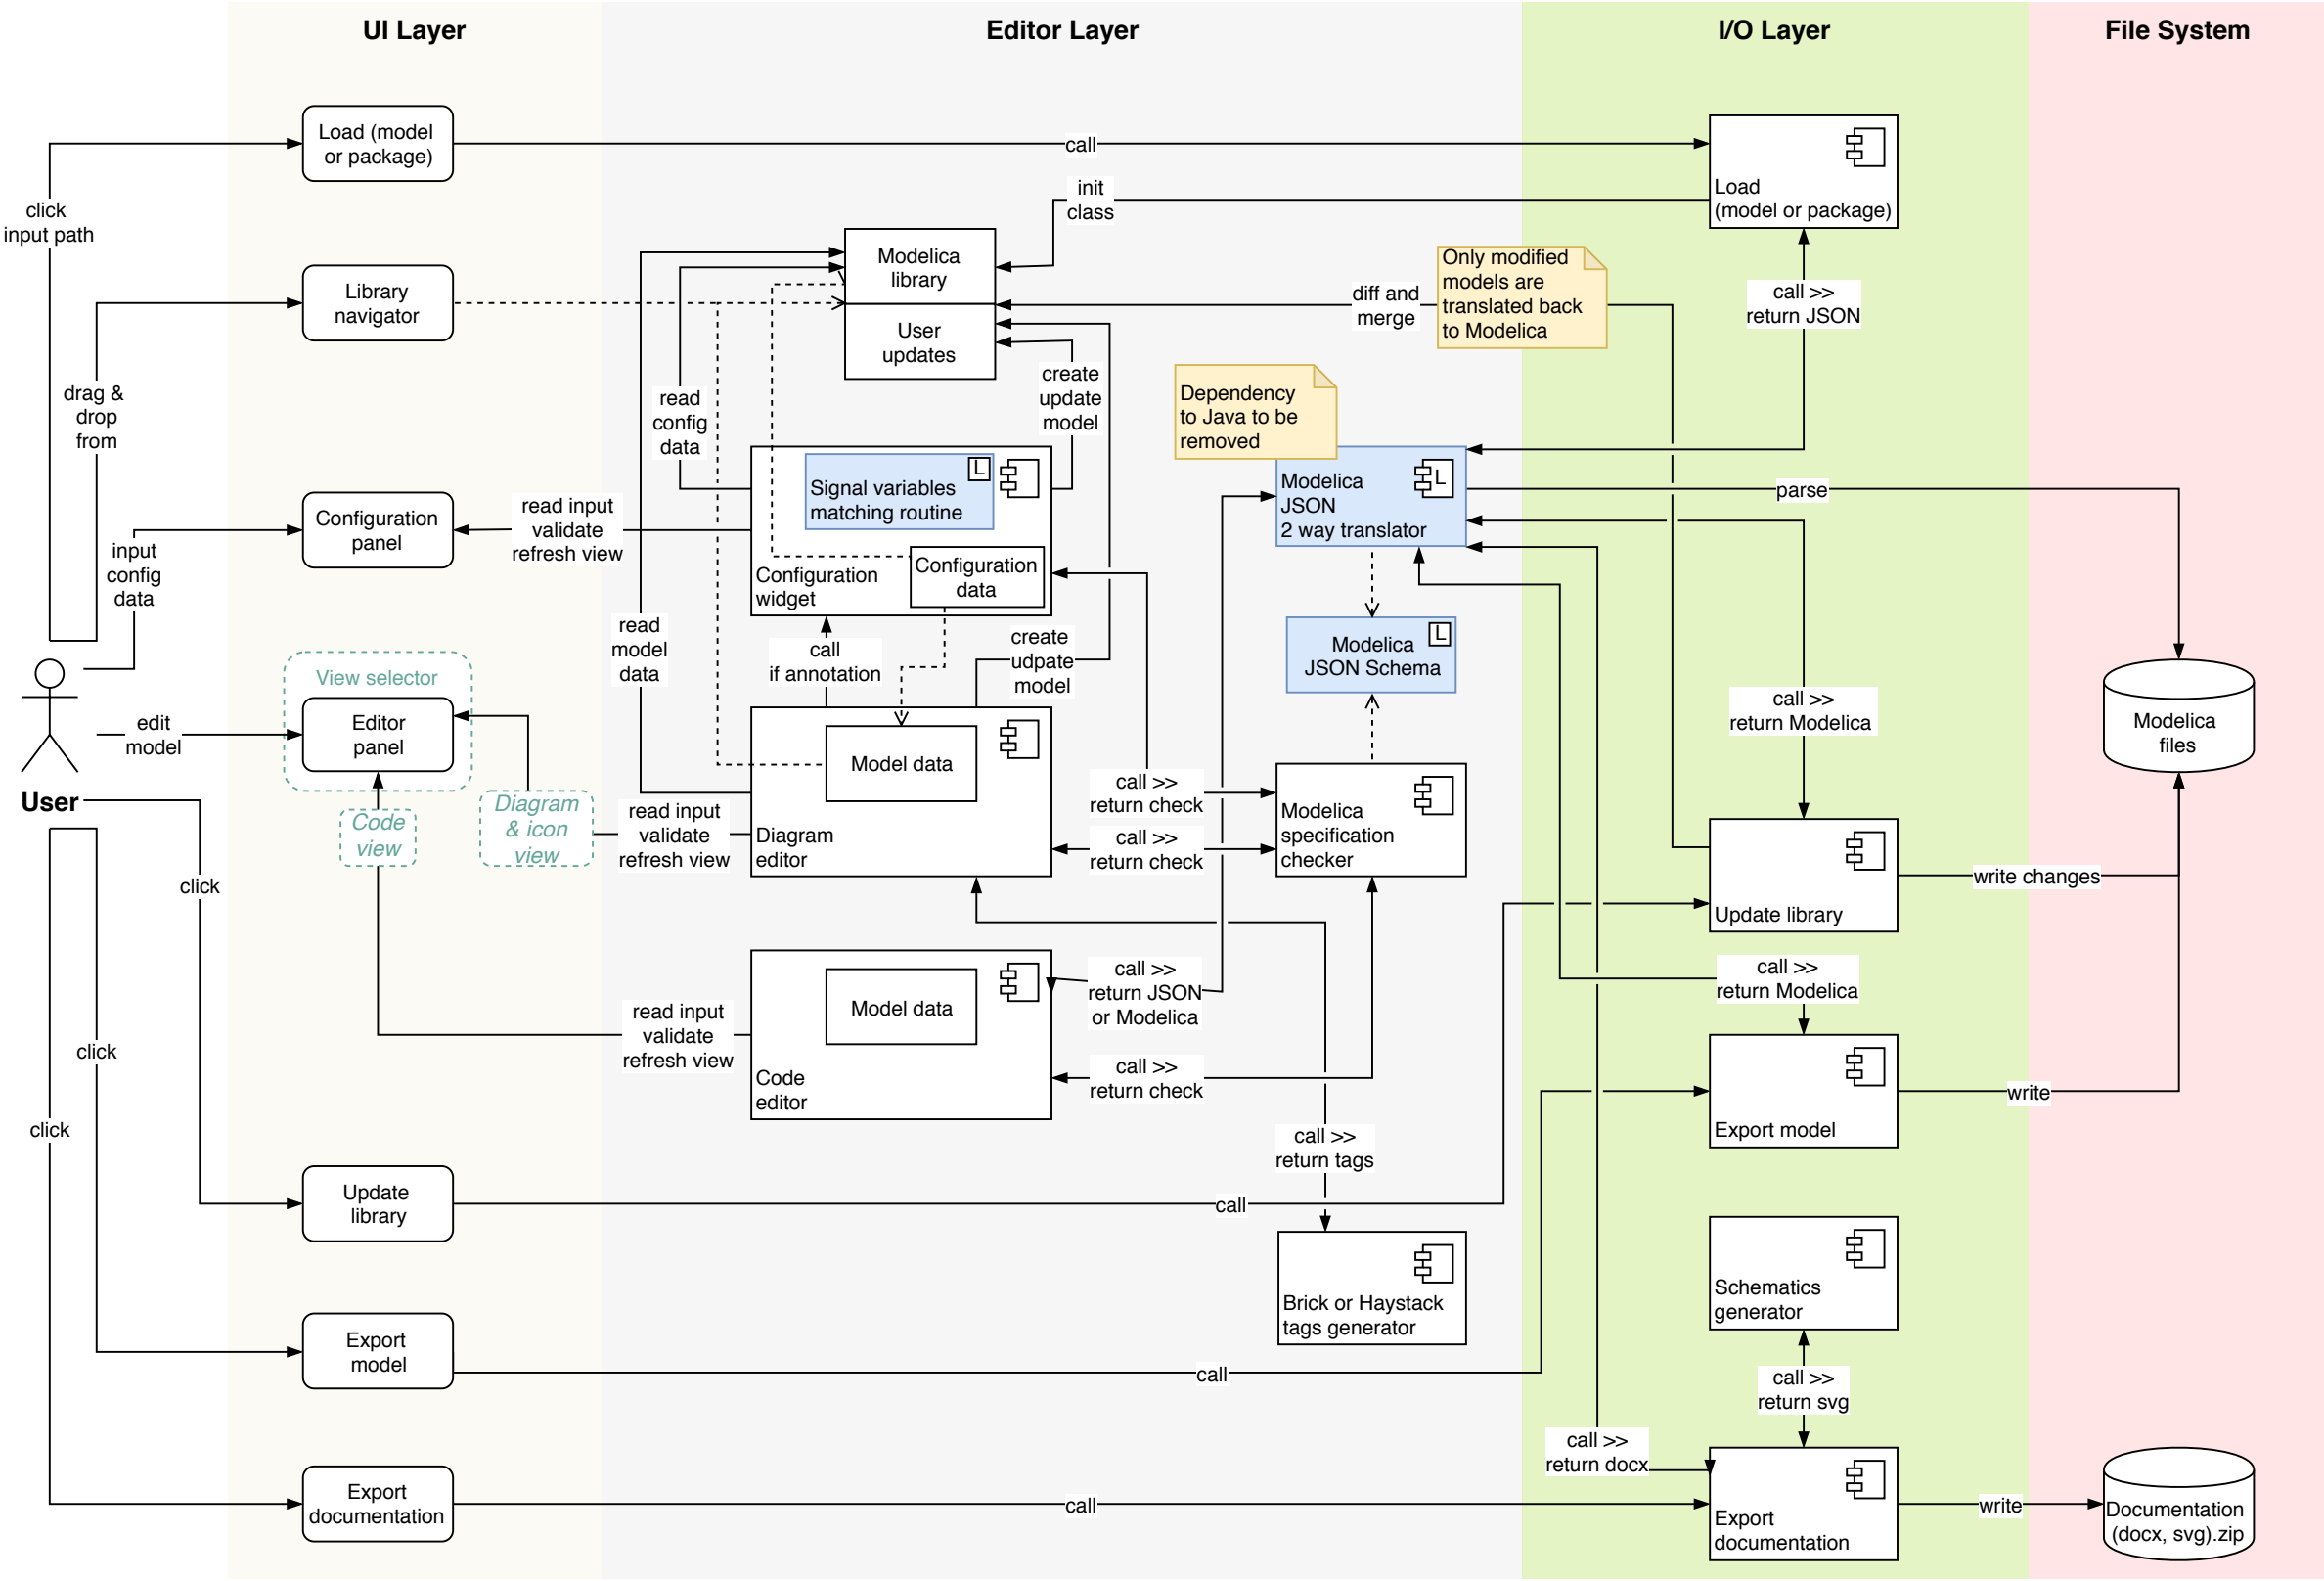 UI Layer
Editor Layer
I/O Layer
File System
Load (model
or package)
call
Load
(model or package)
click
input path
init
class
Library
navigator
Modelica
library
User
updates
diff and
merge
Only modified
models are
translated back
to Modelica
call >>
return JSON
drag &
drop
from
read
config
data
create
update
model
Dependency
to Java to be
removed
Signal variables
matching routine
L
Configuration
widget
Configuration
data
Modelica
JSON
2 way translator
L
parse
Configuration
panel
read input
validate
refresh view
input
config
data
read
model
data
call
if annotation
create
udpate
model
Modelica
JSON Schema
L
View selector
Editor
panel
edit
model
User
Code
view
Diagram
& icon
view
read input
validate
refresh view
Model data
Diagram
editor
call >>
return check
call >>
return check
Modelica
specification
checker
call >>
return Modelica
Modelica
files
Update library
write changes
click
click
click
read input
validate
refresh view
Model data
Code
editor
call >>
return JSON
or Modelica
call >>
return check
call >>
return Modelica
Export model
write
call >>
return tags
Update
library
call
Brick or Haystack
tags generator
Schematics
generator
Export
model
call
call >>
return svg
call >>
return docx
Export
documentation
call
Export
documentation
write
Documentation
(docx, svg).zip